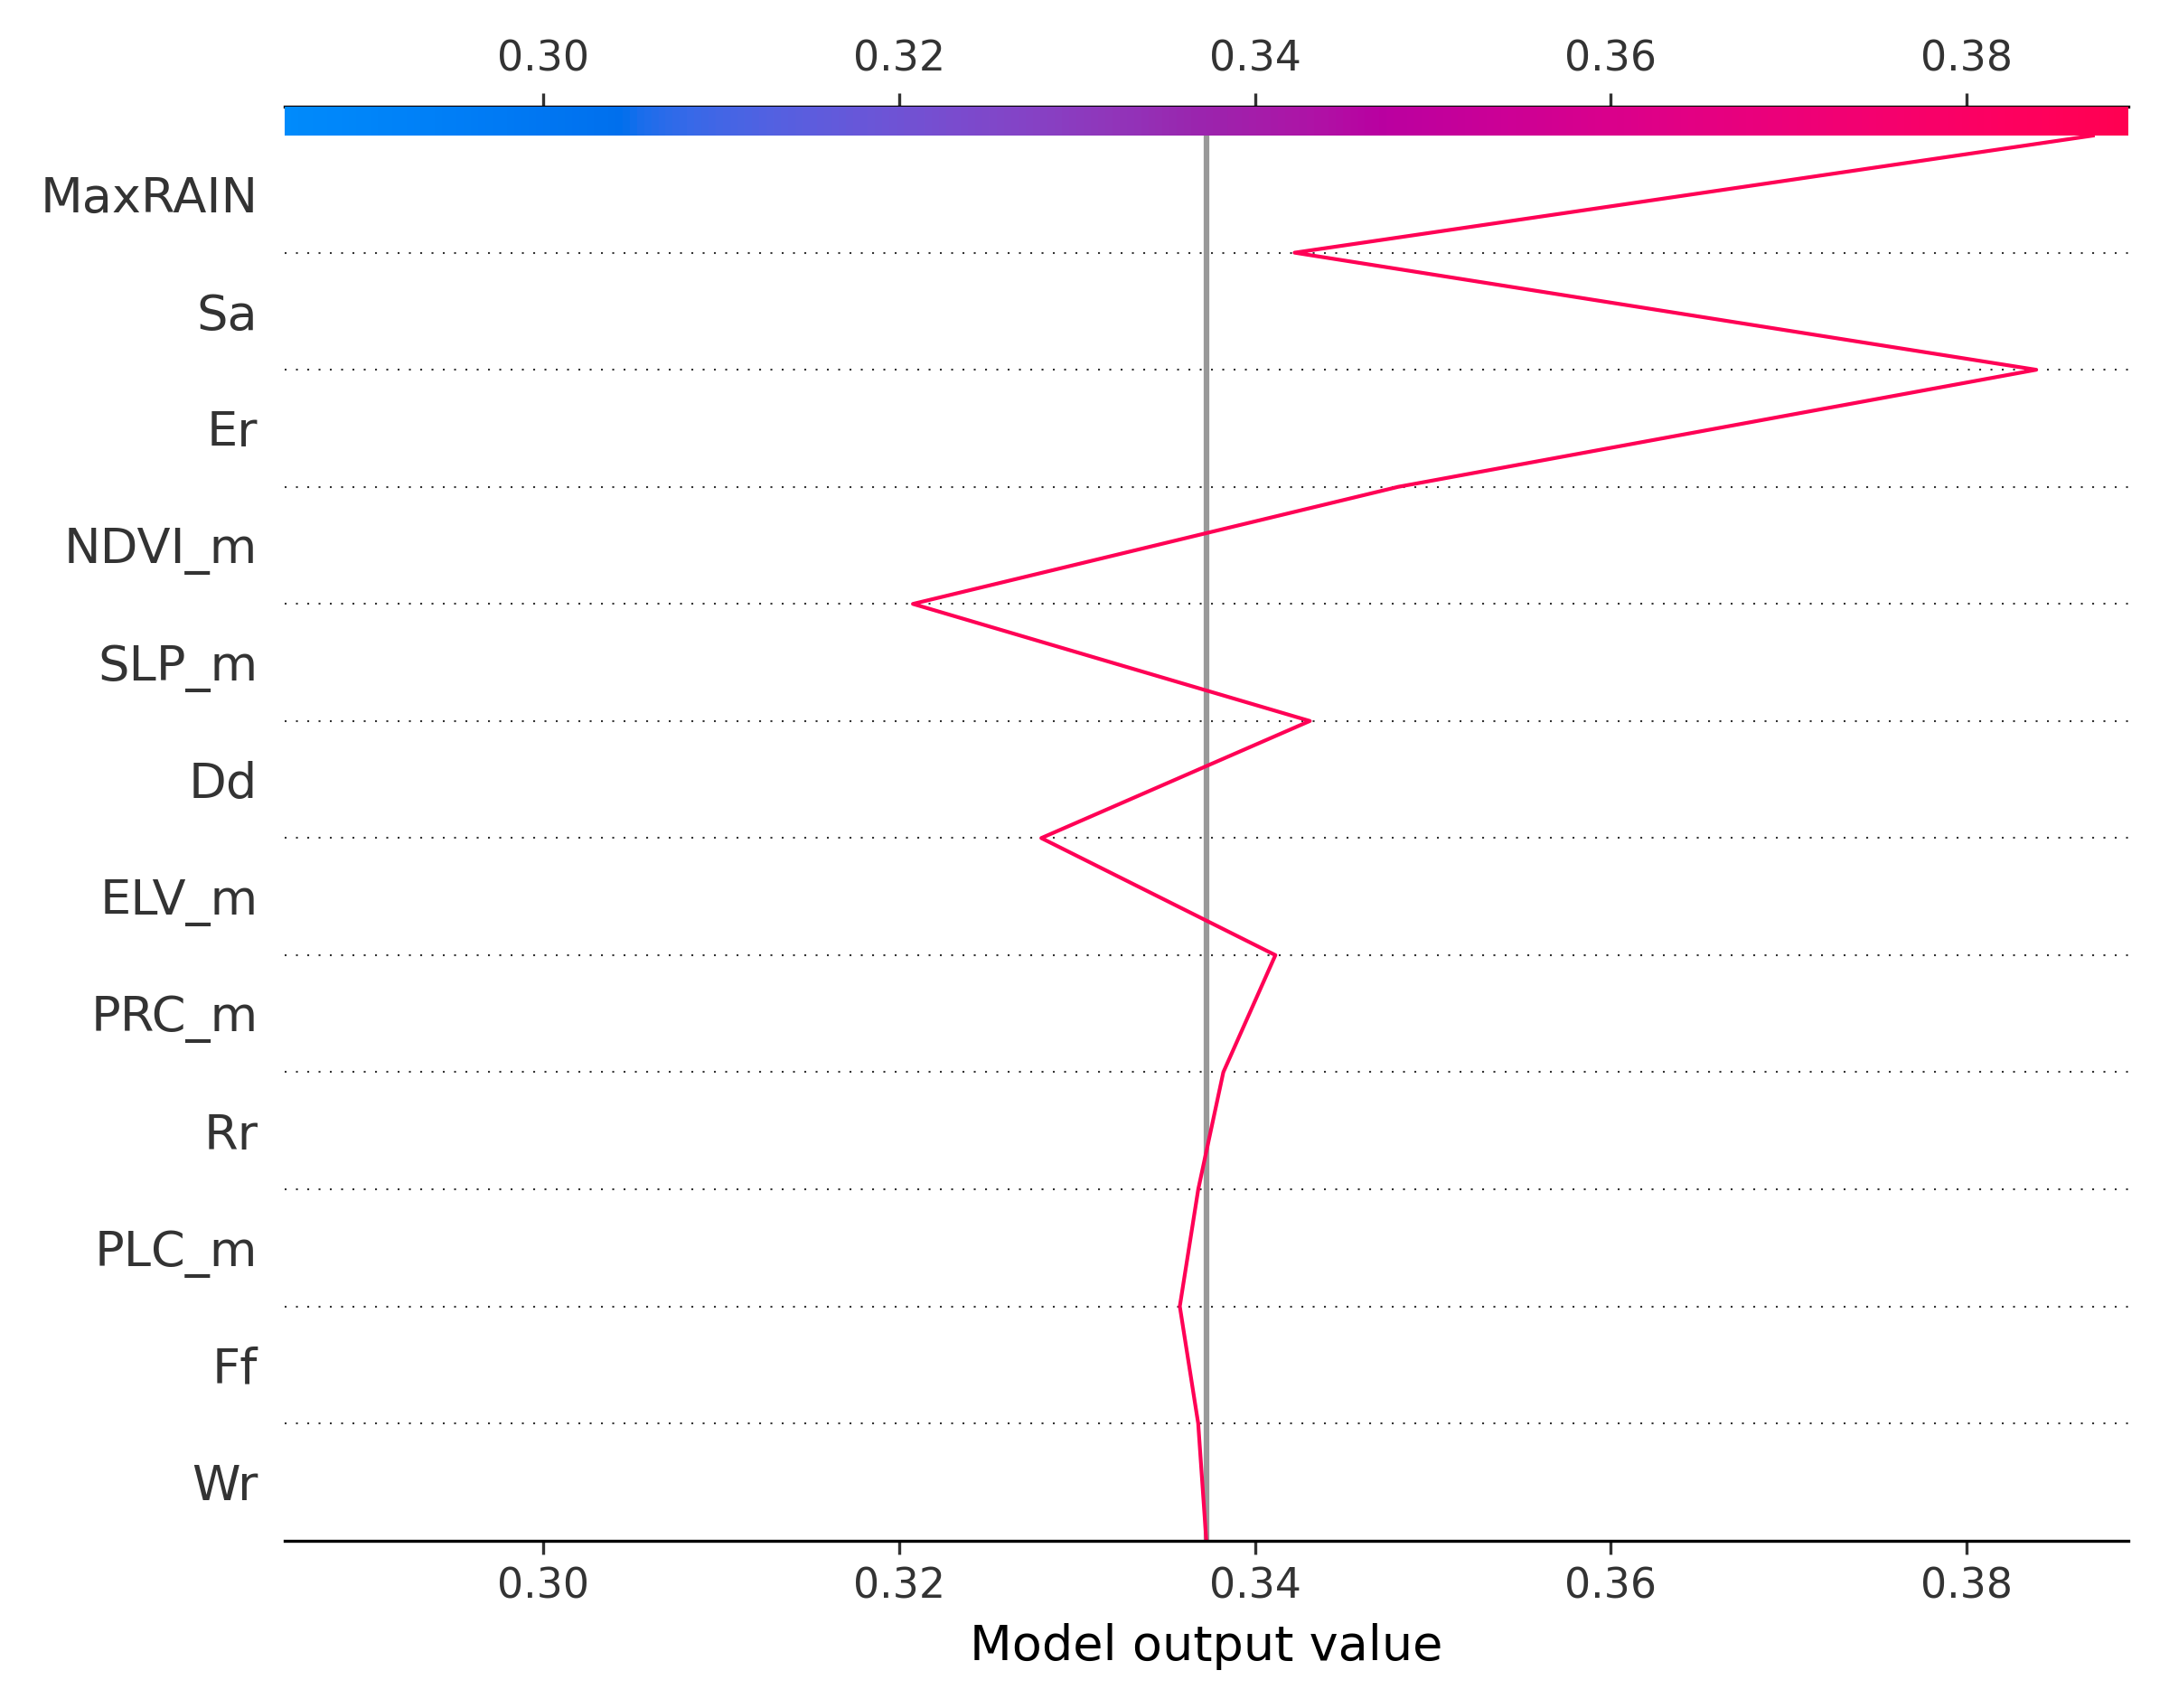 0.30 0.32 0.34 0.36 0.38
MaxRAIN
Sa
Er
NDVI_m
SLP_m
Dd
ELV_m
PRC_m
Rr
PLC_m
Ff
Wr
0.30 0.32 0.34 0.36 0.38
Model output value